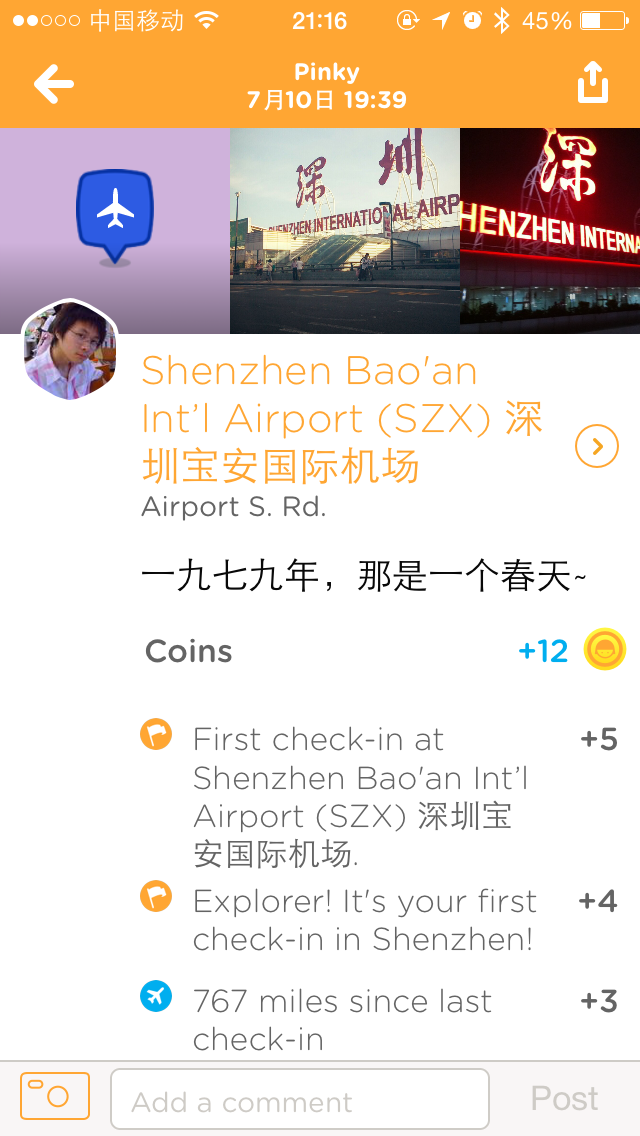 中国移动 21:16 45%
Pinky
7月10日 19:39
深圳
SHENZHEN INTERNATIONAL AIRP
深
HENZHEN INTERNA
Shenzhen Bao'an
Int’l Airport (SZX) 深
圳宝安国际机场
Airport S. Rd.
一九七九年，那是一个春天~
Coins +12
First check-in at +5
Shenzhen Bao'an Int’l
Airport (SZX) 深圳宝
安国际机场.
Explorer! It's your first +4
check-in in Shenzhen!
767 miles since last +3
check-in
Add a comment Post